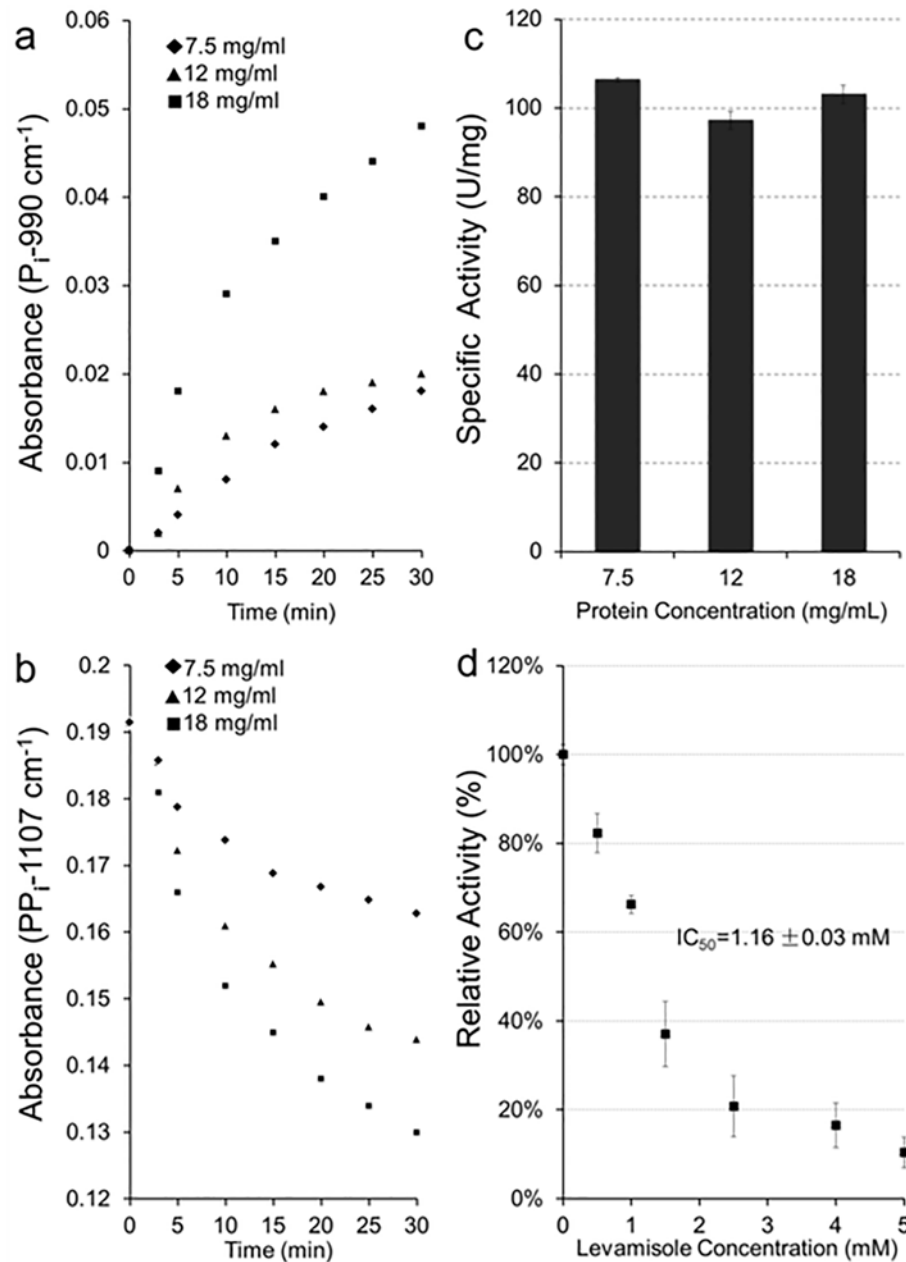 a
7.5 mg/ml
12 mg/ml
18 mg/ml
0.06
0.05
0.04
0.03
0.02
0.01
0
Absorbance (Pi-990 cm-1)
0 5 10 15 20 25 30
Time (min)
c
120
100
80
60
40
20
0
Specific Activity (U/mg)
7.5 12 18
Protein Concentration (mg/mL)
b
7.5 mg/ml
12 mg/ml
18 mg/ml
0.2
0.19
0.18
0.17
0.16
0.15
0.14
0.13
0.12
Absorbance (PPi-1107 cm-1)
0 5 10 15 20 25 30
Time (min)
d
120%
100%
80%
60%
40%
20%
0%
Relative Activity (%)
IC50=1.16 ±0.03 mM
0 1 2 3 4 5
Levamisole Concentration (mM)